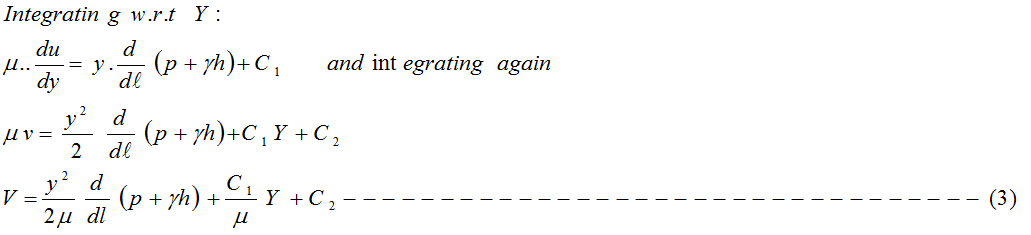 Integratin g w.r.t Y :
μ.. du/dy = y . d/dℓ (p + γh) + C₁ and int egrating again
μ v = y²/2 d/dℓ (p + γh) + C₁ Y + C₂
V = y²/2μ d/dl (p + γh) + C₁/μ Y + C₂ – – – – – – – – – – – – – – – – – – – – – – – – – – – – – – – – – (3)